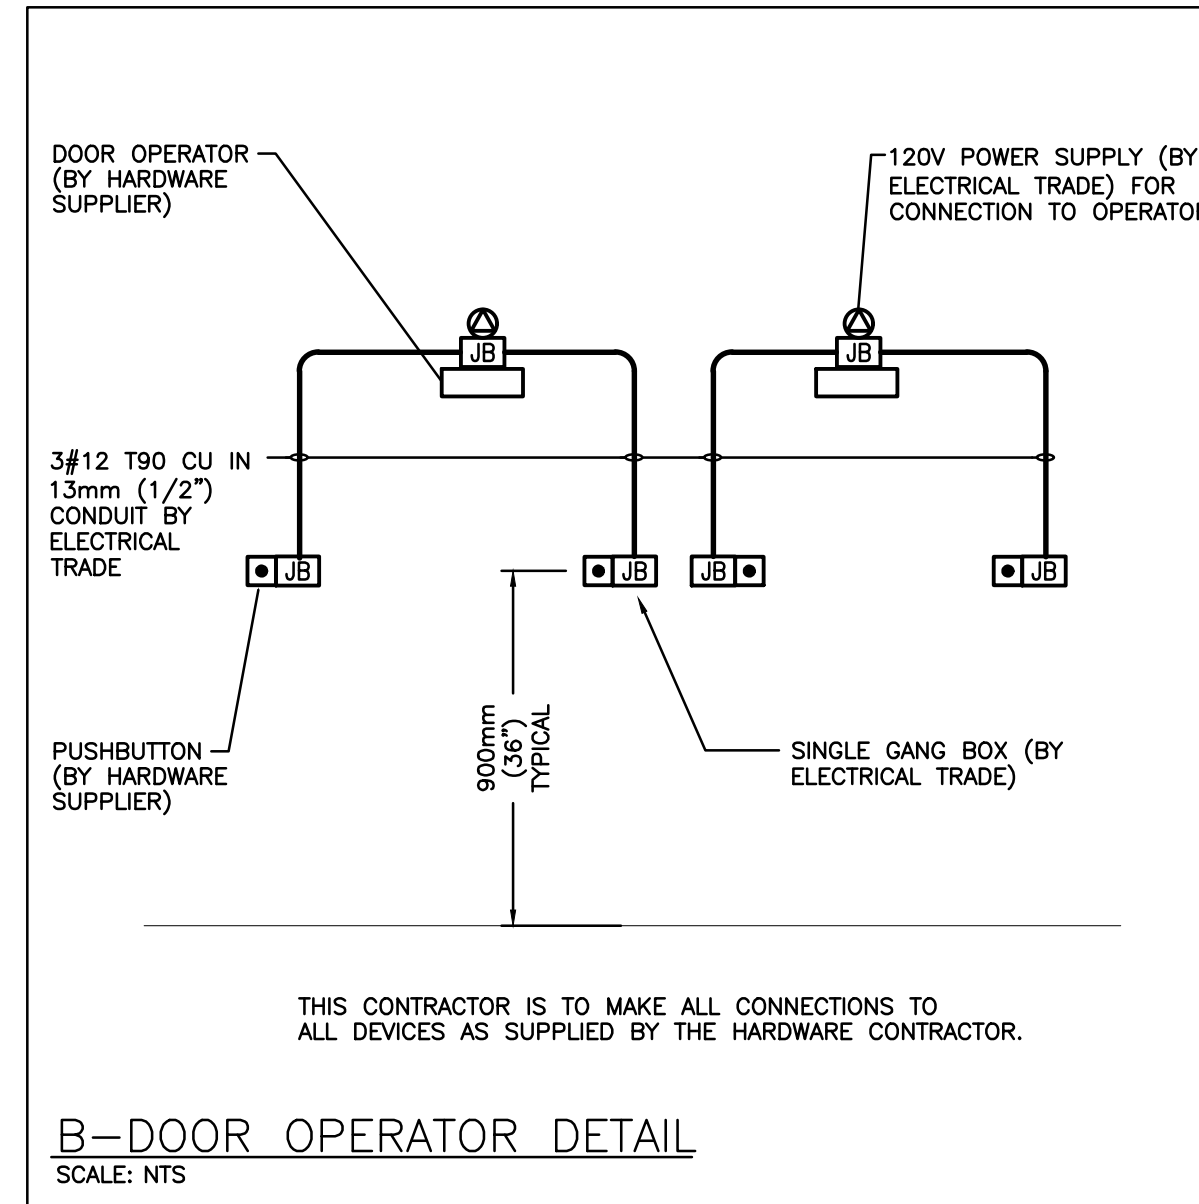 DOOR OPERATOR
(BY HARDWARE
SUPPLIER)
120V POWER SUPPLY (BY
ELECTRICAL TRADE) FOR
CONNECTION TO OPERATOR
JB
JB
3#12 T90 CU IN
13mm (1/2")
CONDUIT BY
ELECTRICAL
TRADE
JB
JB
JB
JB
900mm
(36")
TYPICAL
PUSHBUTTON
(BY HARDWARE
SUPPLIER)
SINGLE GANG BOX (BY
ELECTRICAL TRADE)
THIS CONTRACTOR IS TO MAKE ALL CONNECTIONS TO
ALL DEVICES AS SUPPLIED BY THE HARDWARE CONTRACTOR.
B-DOOR OPERATOR DETAIL
SCALE: NTS